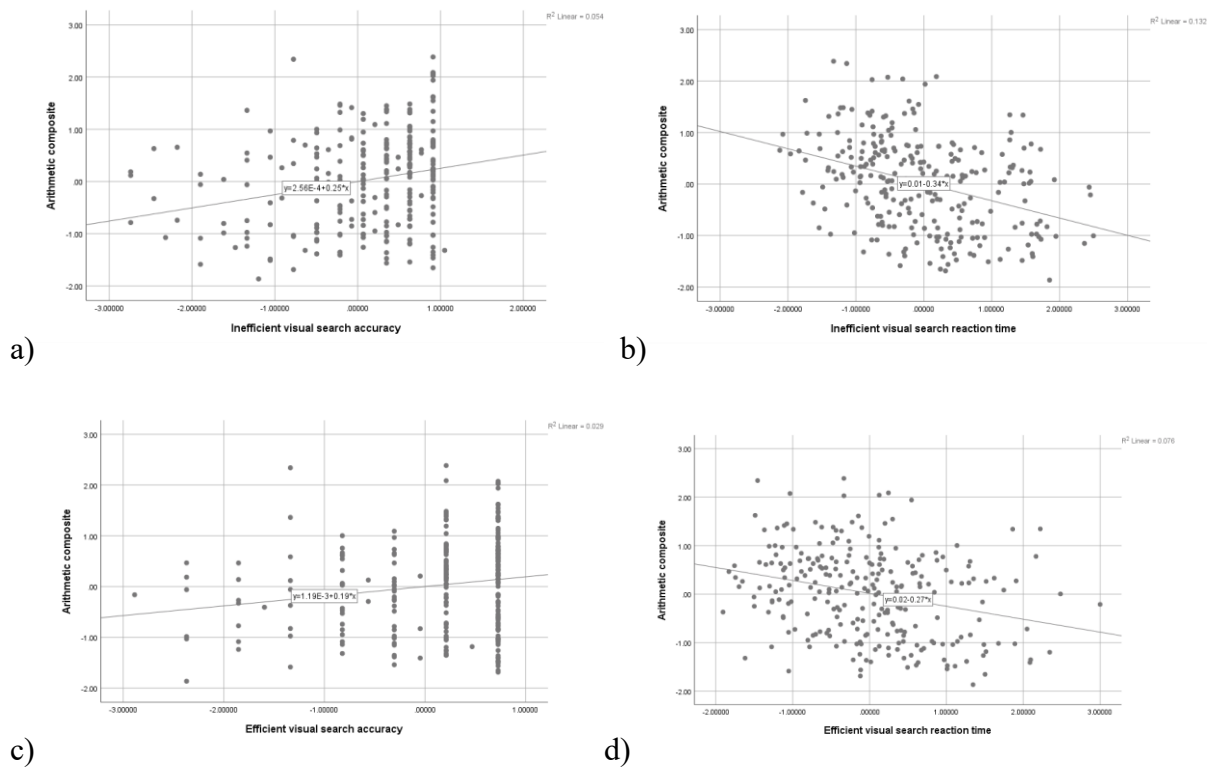 R² Linear = 0.054
3.00
2.00
1.00
.00
-1.00
-2.00
Arithmetic composite
y=2.56E-4+0.25*x
-2.00000
-1.00000
.00000
1.00000
2.00000
Inefficient visual search accuracy
a)
R² Linear = 0.132
3.00
2.00
1.00
.00
-1.00
-2.00
Arithmetic composite
y=0.01-0.34*x
-3.00000
-2.00000
-1.00000
.00000
1.00000
2.00000
3.00000
Inefficient visual search reaction time
b)
R² Linear = 0.029
3.00
2.00
1.00
.00
-1.00
-2.00
Arithmetic composite
y=1.19E-3+0.19*x
-3.00000
-2.00000
-1.00000
.00000
1.00000
Efficient visual search accuracy
c)
R² Linear = 0.076
3.00
2.00
1.00
.00
-1.00
-2.00
Arithmetic composite
y=0.02-0.27*x
-2.00000
-1.00000
.00000
1.00000
2.00000
3.00000
Efficient visual search reaction time
d)